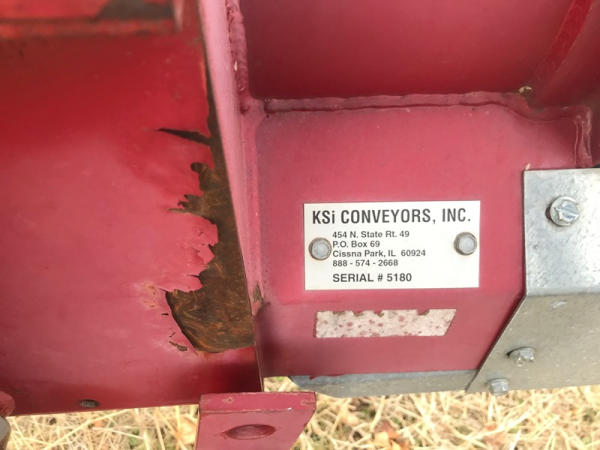 KSi CONVEYORS, INC.
454 N. State Rt. 49
P.O. Box 69
Cissna Park, IL 60924
888 - 574 - 2668
SERIAL # 5180